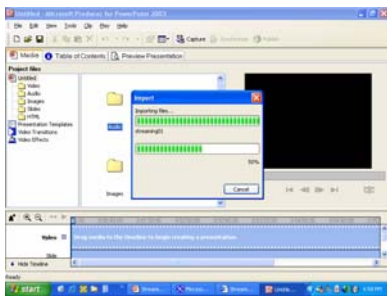 Untitled - Microsoft Producer for PowerPoint 2003
File Edit View Tools Clip Play Help
Capture
Media Table of Contents Preview Presentation
Project files
Untitled
Video
Audio
Images
Slides
HTML
Presentation Templates
Video Transitions
Video Effects
Audio
Images
Import
Importing files...
streaming01
50%
Cancel
Video
Drag media to the timeline to begin creating a presentation.
Slide
Hide Timeline
Ready
start